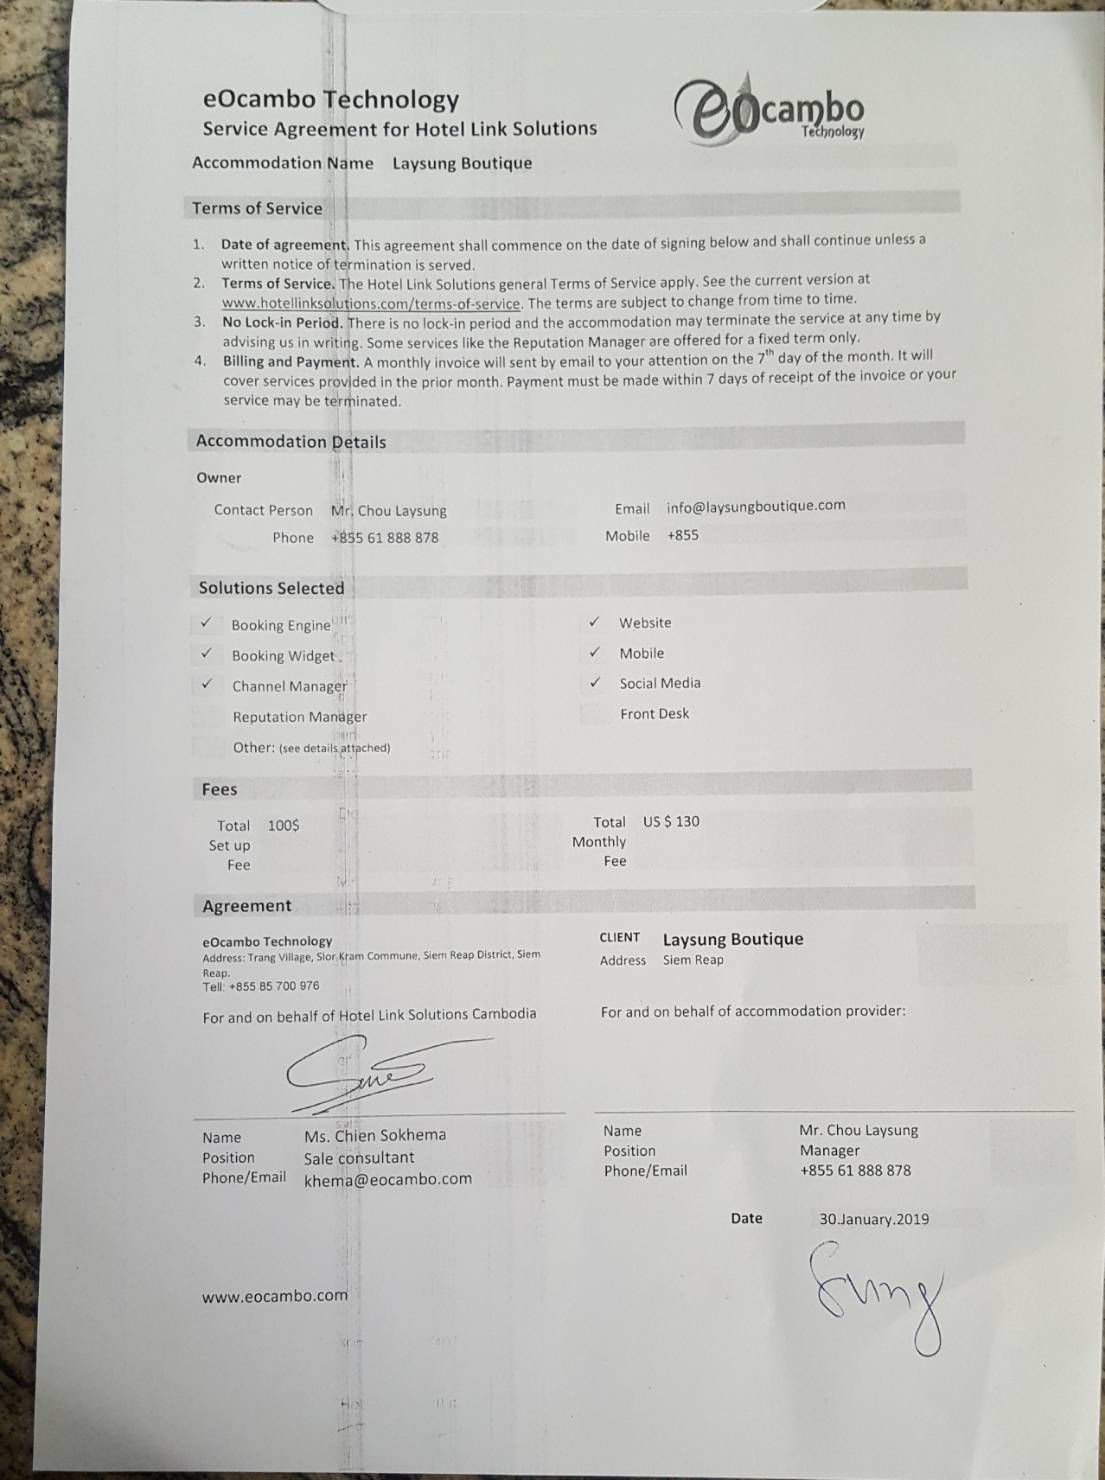 eOcambo Technology
Service Agreement for Hotel Link Solutions
eOcambo
Technology
Accommodation Name Laysung Boutique
Terms of Service
1. Date of agreement. This agreement shall commence on the date of signing below and shall continue unless a
written notice of termination is served.
2. Terms of Service. The Hotel Link Solutions general Terms of Service apply. See the current version at
www.hotellinksolutions.com/terms-of-service. The terms are subject to change from time to time.
3. No Lock-in Period. There is no lock-in period and the accommodation may terminate the service at any time by
advising us in writing. Some services like the Reputation Manager are offered for a fixed term only.
4. Billing and Payment. A monthly invoice will sent by email to your attention on the 7th day of the month. It will
cover services provided in the prior month. Payment must be made within 7 days of receipt of the invoice or your
service may be terminated.
Accommodation Details
Owner
Contact Person Mr. Chou Laysung Email info@laysungboutique.com
Phone +855 61 888 878 Mobile +855
Solutions Selected
✓ Booking Engine ✓ Website
✓ Booking Widget ✓ Mobile
✓ Channel Manager ✓ Social Media
Reputation Manager Front Desk
Other: (see details attached)
Fees
Total 100$ Total US $ 130
Set up Monthly
Fee Fee
Agreement
eOcambo Technology CLIENT Laysung Boutique
Address: Trang Village, Slor Kram Commune, Siem Reap District, Siem Address Siem Reap
Reap.
Tell: +855 85 700 976
For and on behalf of Hotel Link Solutions Cambodia For and on behalf of accommodation provider:
Name Ms. Chien Sokhema Name Mr. Chou Laysung
Position Sale consultant Position Manager
Phone/Email khema@eocambo.com Phone/Email +855 61 888 878
Date 30.January.2019
www.eocambo.com